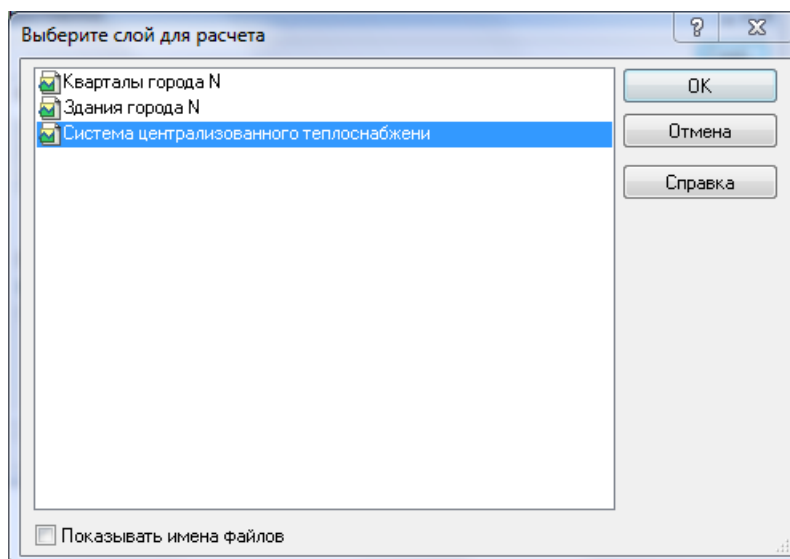 Выберите слой для расчета
Кварталы города N
Здания города N
Система централизованного теплоснабжени
OK
Отмена
Справка
Показывать имена файлов